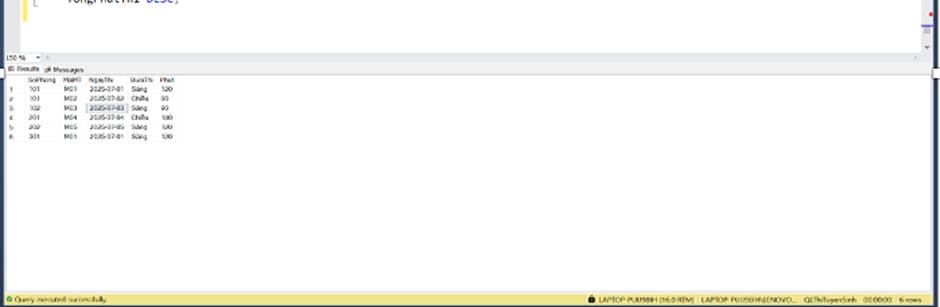 TongPhutThi DESC;
150 %
Results Messages
SoPhong MaMT NgayThi BuoiThi Phut
1 101 M01 2025-07-01 Sáng 120
2 101 M02 2025-07-02 Chiều 90
3 102 M03 2025-07-03 Sáng 90
4 201 M04 2025-07-04 Chiều 180
5 202 M05 2025-07-05 Sáng 120
6 301 M01 2025-07-01 Sáng 120
Query executed successfully.
(16.0 RTM) QLThiTuyenSinh 00:00:00 6 rows